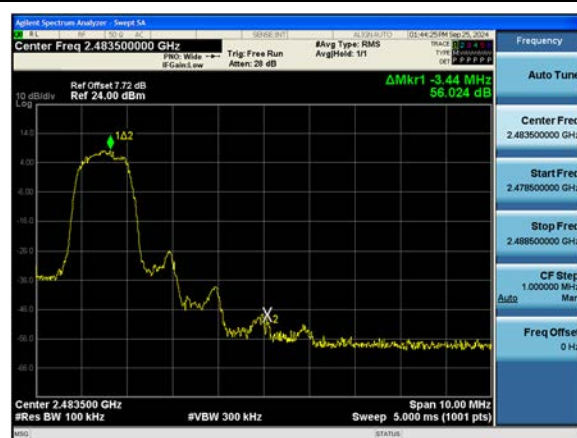 Agilent Spectrum Analyzer - Swept SA
RL RF 50 Ω AC SENSE:INT ALIGNAUTO 01:44:25 PM Sep 25, 2024
Center Freq 2.483500000 GHz
PNO: Wide
IFGain:Low
Trig: Free Run
Atten: 28 dB
#Avg Type: RMS
Avg|Hold: 1/1
TRACE 1 2 3 4 5 6
TYPE
DET P P P P P P
ΔMkr1 -3.44 MHz
56.024 dB
Ref Offset 7.72 dB
10 dB/div Ref 24.00 dBm
Log
14.0
4.00
-6.00
-16.0
-26.0
-36.0
-46.0
-56.0
-66.0
1Δ2
X2
Center 2.483500 GHz
Span 10.00 MHz
#Res BW 100 kHz
#VBW 300 kHz
Sweep 5.000 ms (1001 pts)
MSG
STATUS
Frequency
Auto Tune
Center Freq
2.483500000 GHz
Start Freq
2.478500000 GHz
Stop Freq
2.488500000 GHz
CF Step
1.000000 MHz
Auto Man
Freq Offset
0 Hz